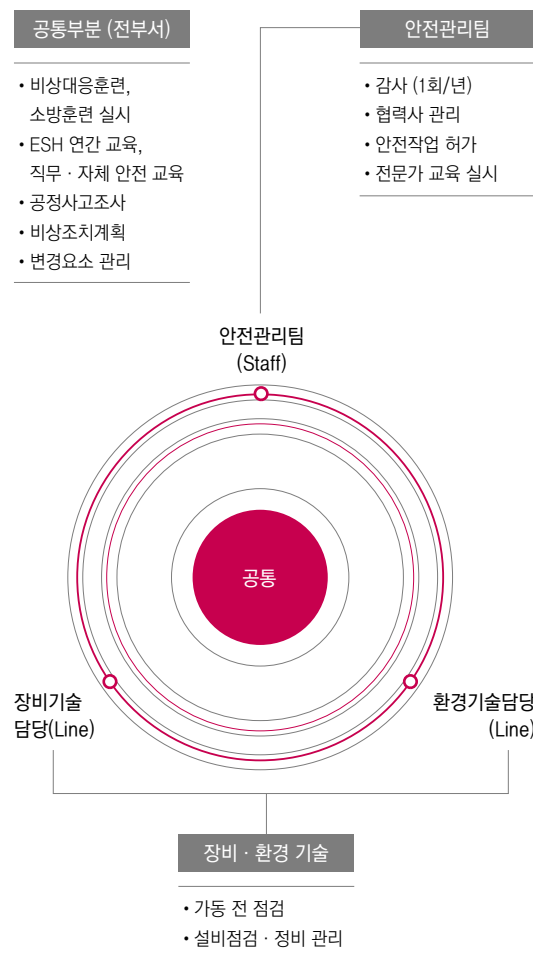 공통부분 (전부서)
• 비상대응훈련,
소방훈련 실시
• ESH 연간 교육,
직무 · 자체 안전 교육
• 공정사고조사
• 비상조치계획
• 변경요소 관리
안전관리팀
• 감사 (1회/년)
• 협력사 관리
• 안전작업 허가
• 전문가 교육 실시
안전관리팀
(Staff)
공통
장비기술
담당(Line)
환경기술담당
(Line)
장비 · 환경 기술
• 가동 전 점검
• 설비점검 · 정비 관리